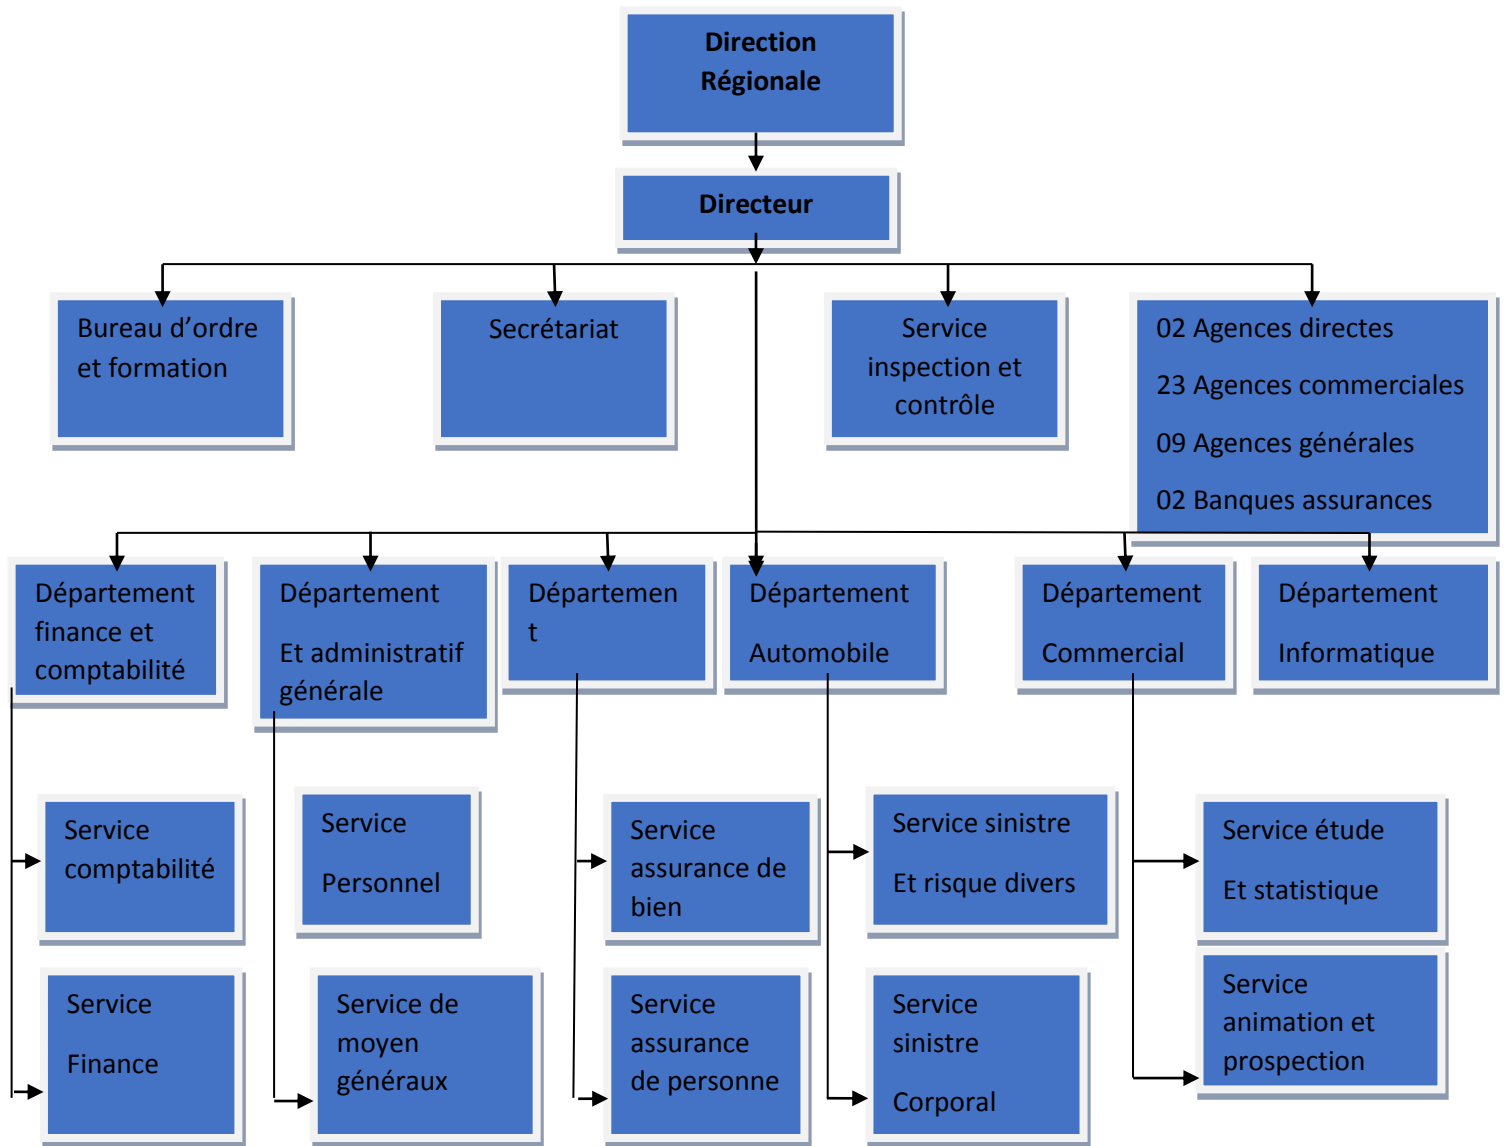 Direction
Régionale
Directeur
Bureau d’ordre
et formation
Secrétariat
Service
inspection et
contrôle
02 Agences directes
23 Agences commerciales
09 Agences générales
02 Banques assurances
Département
finance et
comptabilité
Département
Et administratif
générale
Départemen
t
Département
Automobile
Département
Commercial
Département
Informatique
Service
comptabilité
Service
Personnel
Service
assurance de
bien
Service sinistre
Et risque divers
Service étude
Et statistique
Service
Finance
Service de
moyen
généraux
Service
assurance
de personne
Service
sinistre
Corporal
Service
animation et
prospection